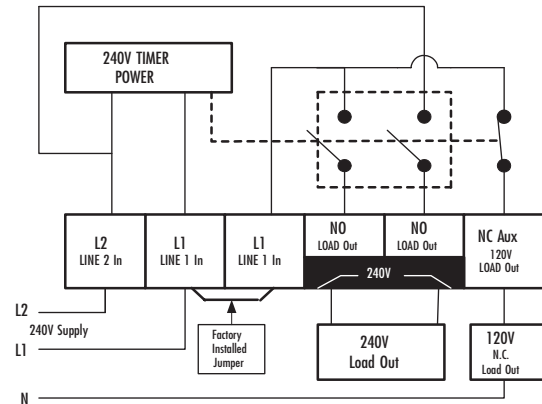 240V TIMER
POWER
L2
LINE 2 In
L1
LINE 1 In
L1
LINE 1 In
NO
LOAD Out
NO
LOAD Out
NC Aux
120V
LOAD Out
240V
L2
240V Supply
L1
N
Factory
Installed
Jumper
240V
Load Out
120V
N.C.
Load Out